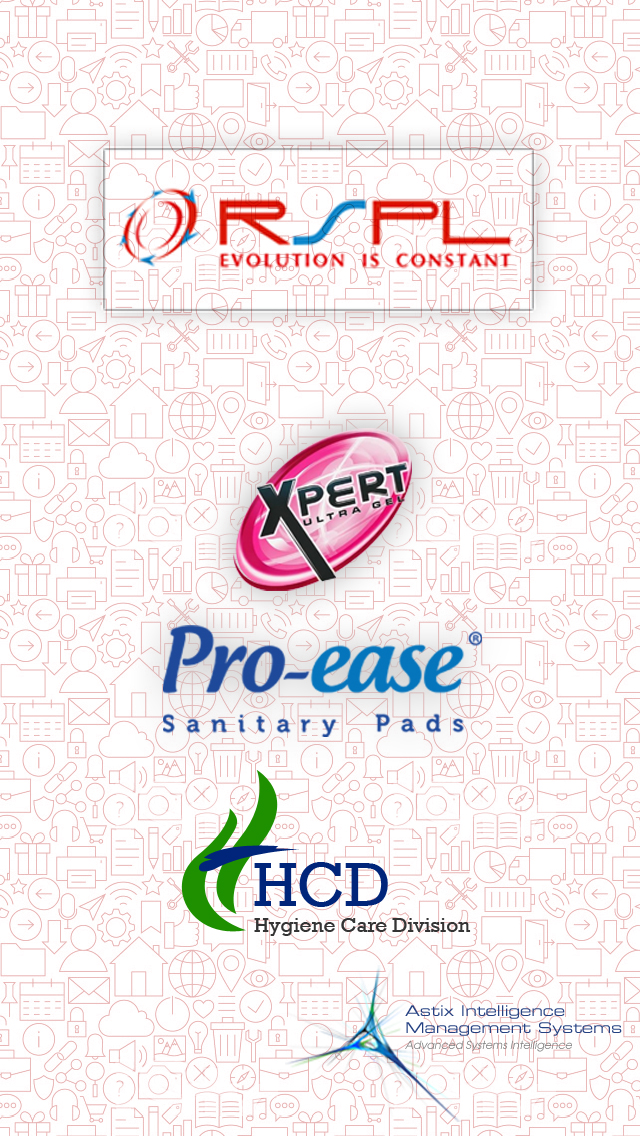 RSPL
EVOLUTION IS CONSTANT
XPERT
ULTRA GEL
Pro-ease®
Sanitary Pads
HCD
Hygiene Care Division
Astix Intelligence
Management Systems
Advanced Systems Intelligence